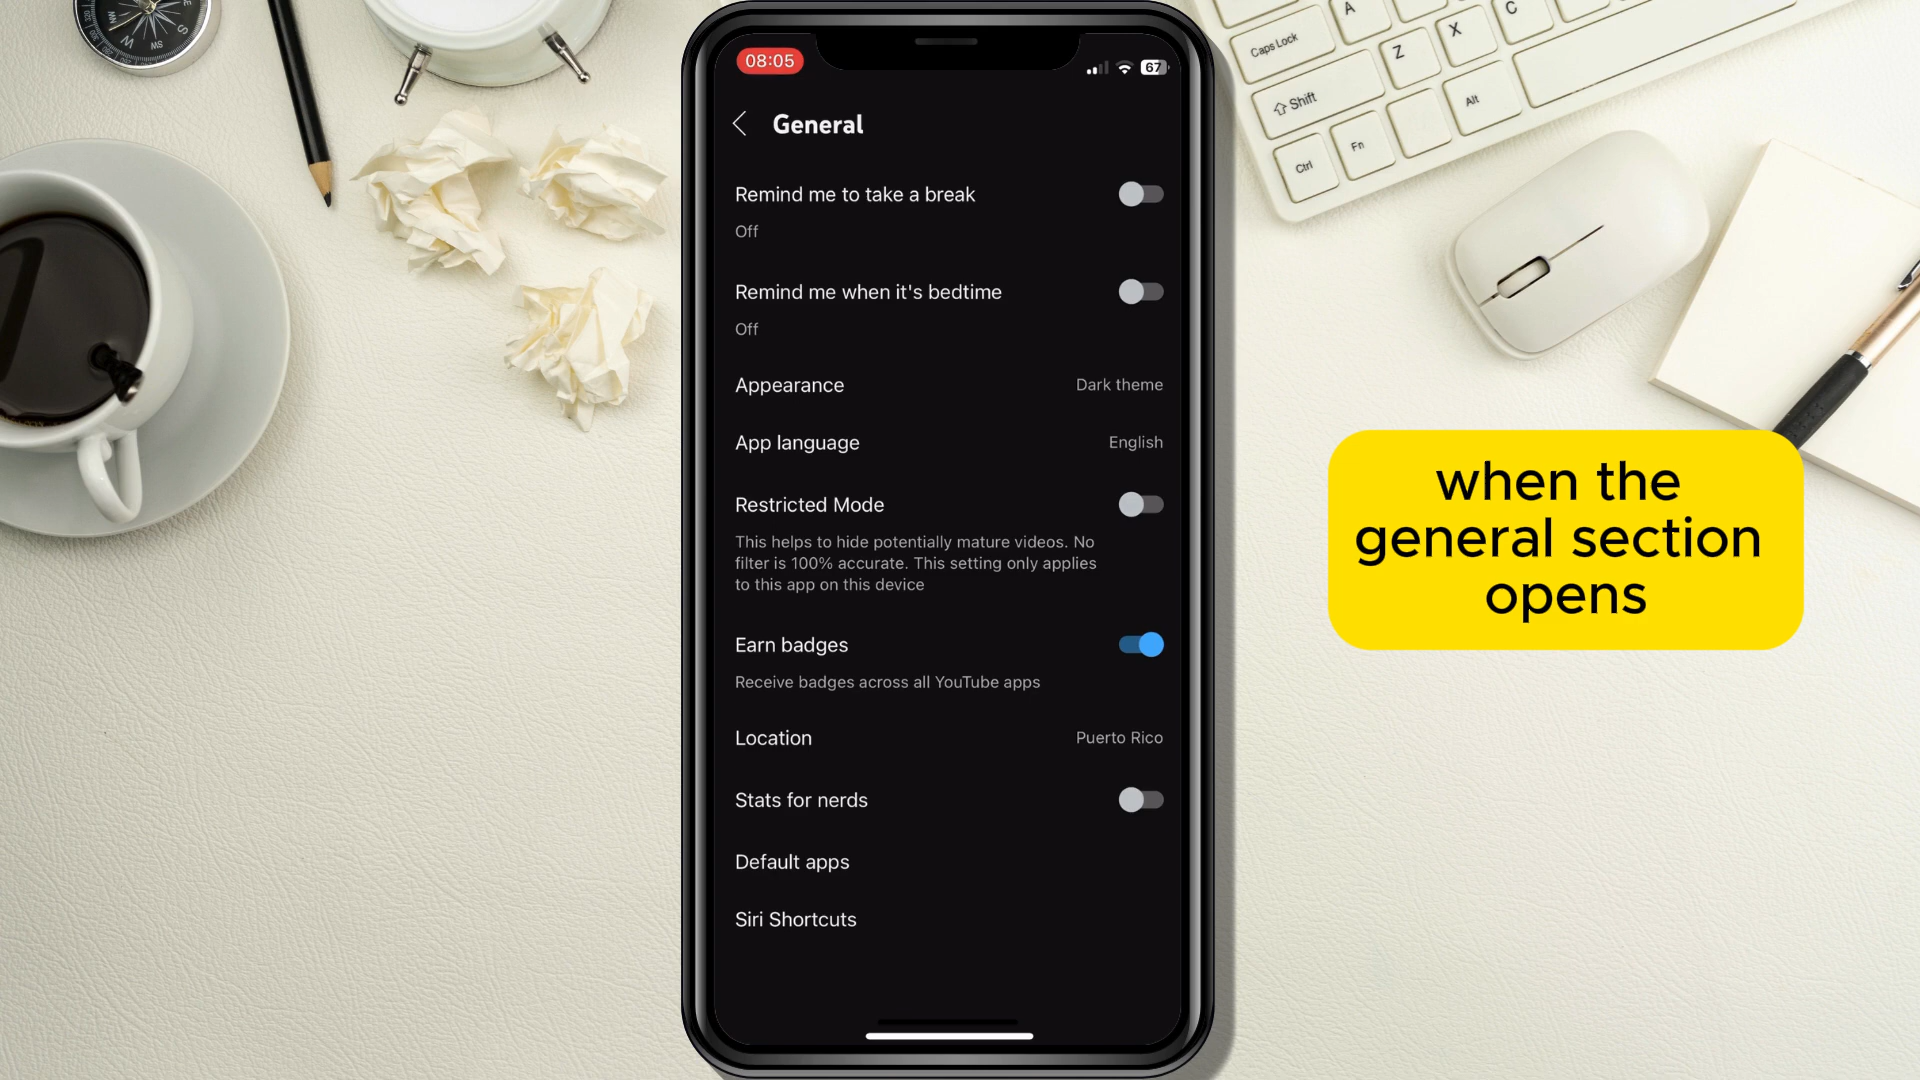 08:05
67
General
Remind me to take a break
Off
Remind me when it's bedtime
Off
Appearance
Dark theme
App language
English
Restricted Mode
This helps to hide potentially mature videos. No
filter is 100% accurate. This setting only applies
to this app on this device
Earn badges
Receive badges across all YouTube apps
Location
Puerto Rico
Stats for nerds
Default apps
Siri Shortcuts
when the
general section
opens
Caps Lock
A
Z
X
C
Shift
Alt
Ctrl
Fn
W
SW
NW